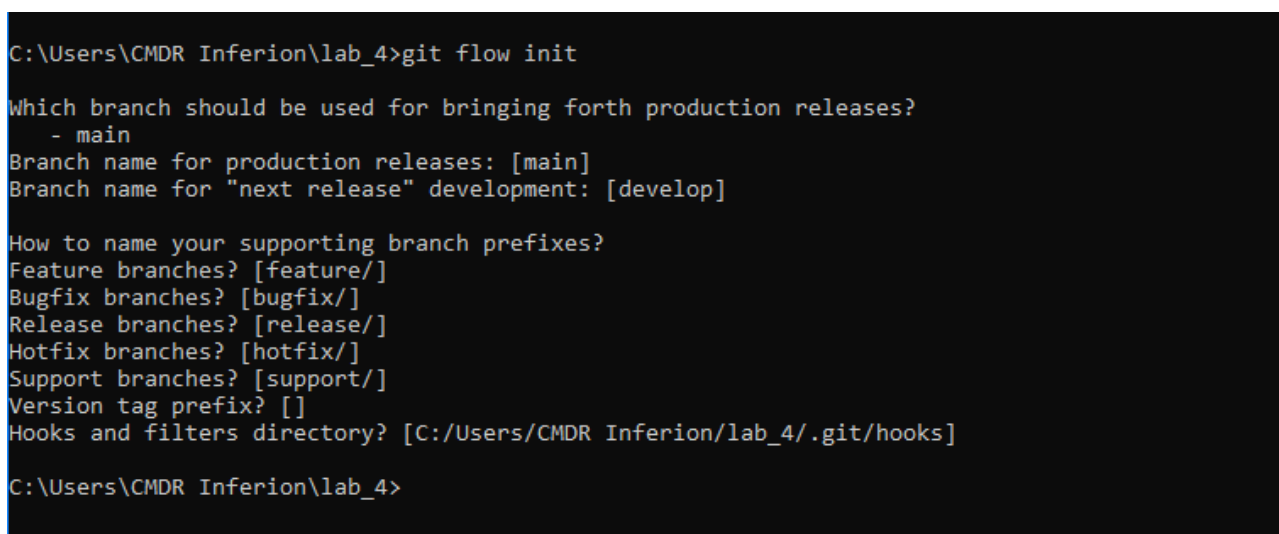 C:\Users\CMDR Inferion\lab_4>git flow init
Which branch should be used for bringing forth production releases?
- main
Branch name for production releases: [main]
Branch name for "next release" development: [develop]
How to name your supporting branch prefixes?
Feature branches? [feature/]
Bugfix branches? [bugfix/]
Release branches? [release/]
Hotfix branches? [hotfix/]
Support branches? [support/]
Version tag prefix? []
Hooks and filters directory? [C:/Users/CMDR Inferion/lab_4/.git/hooks]
C:\Users\CMDR Inferion\lab_4>